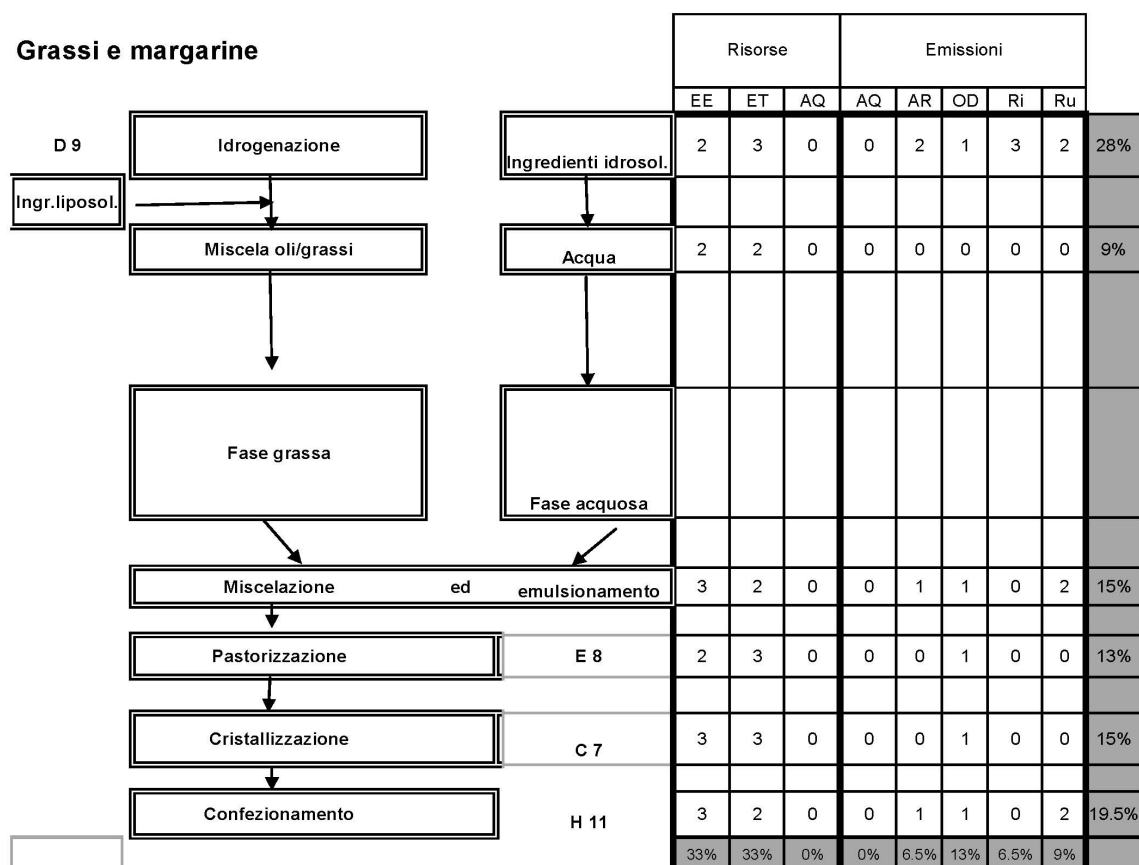 Grassi e margarine
Risorse Emissioni
EE ET AQ AQ AR OD Ri Ru
D 9 Idrogenazione Ingredienti idrosol. 2 3 0 0 2 1 3 2 28%
Ingr.liposol.
Miscela oli/grassi Acqua 2 2 0 0 0 0 0 0 9%
Fase grassa
Fase acquosa
Miscelazione ed emulsionamento 3 2 0 0 1 1 0 2 15%
Pastorizzazione E 8 2 3 0 0 0 1 0 0 13%
Cristallizzazione C 7 3 3 0 0 0 1 0 0 15%
Confezionamento H 11 3 2 0 0 1 1 0 2 19.5%
33% 33% 0% 0% 6.5% 13% 6.5% 9%